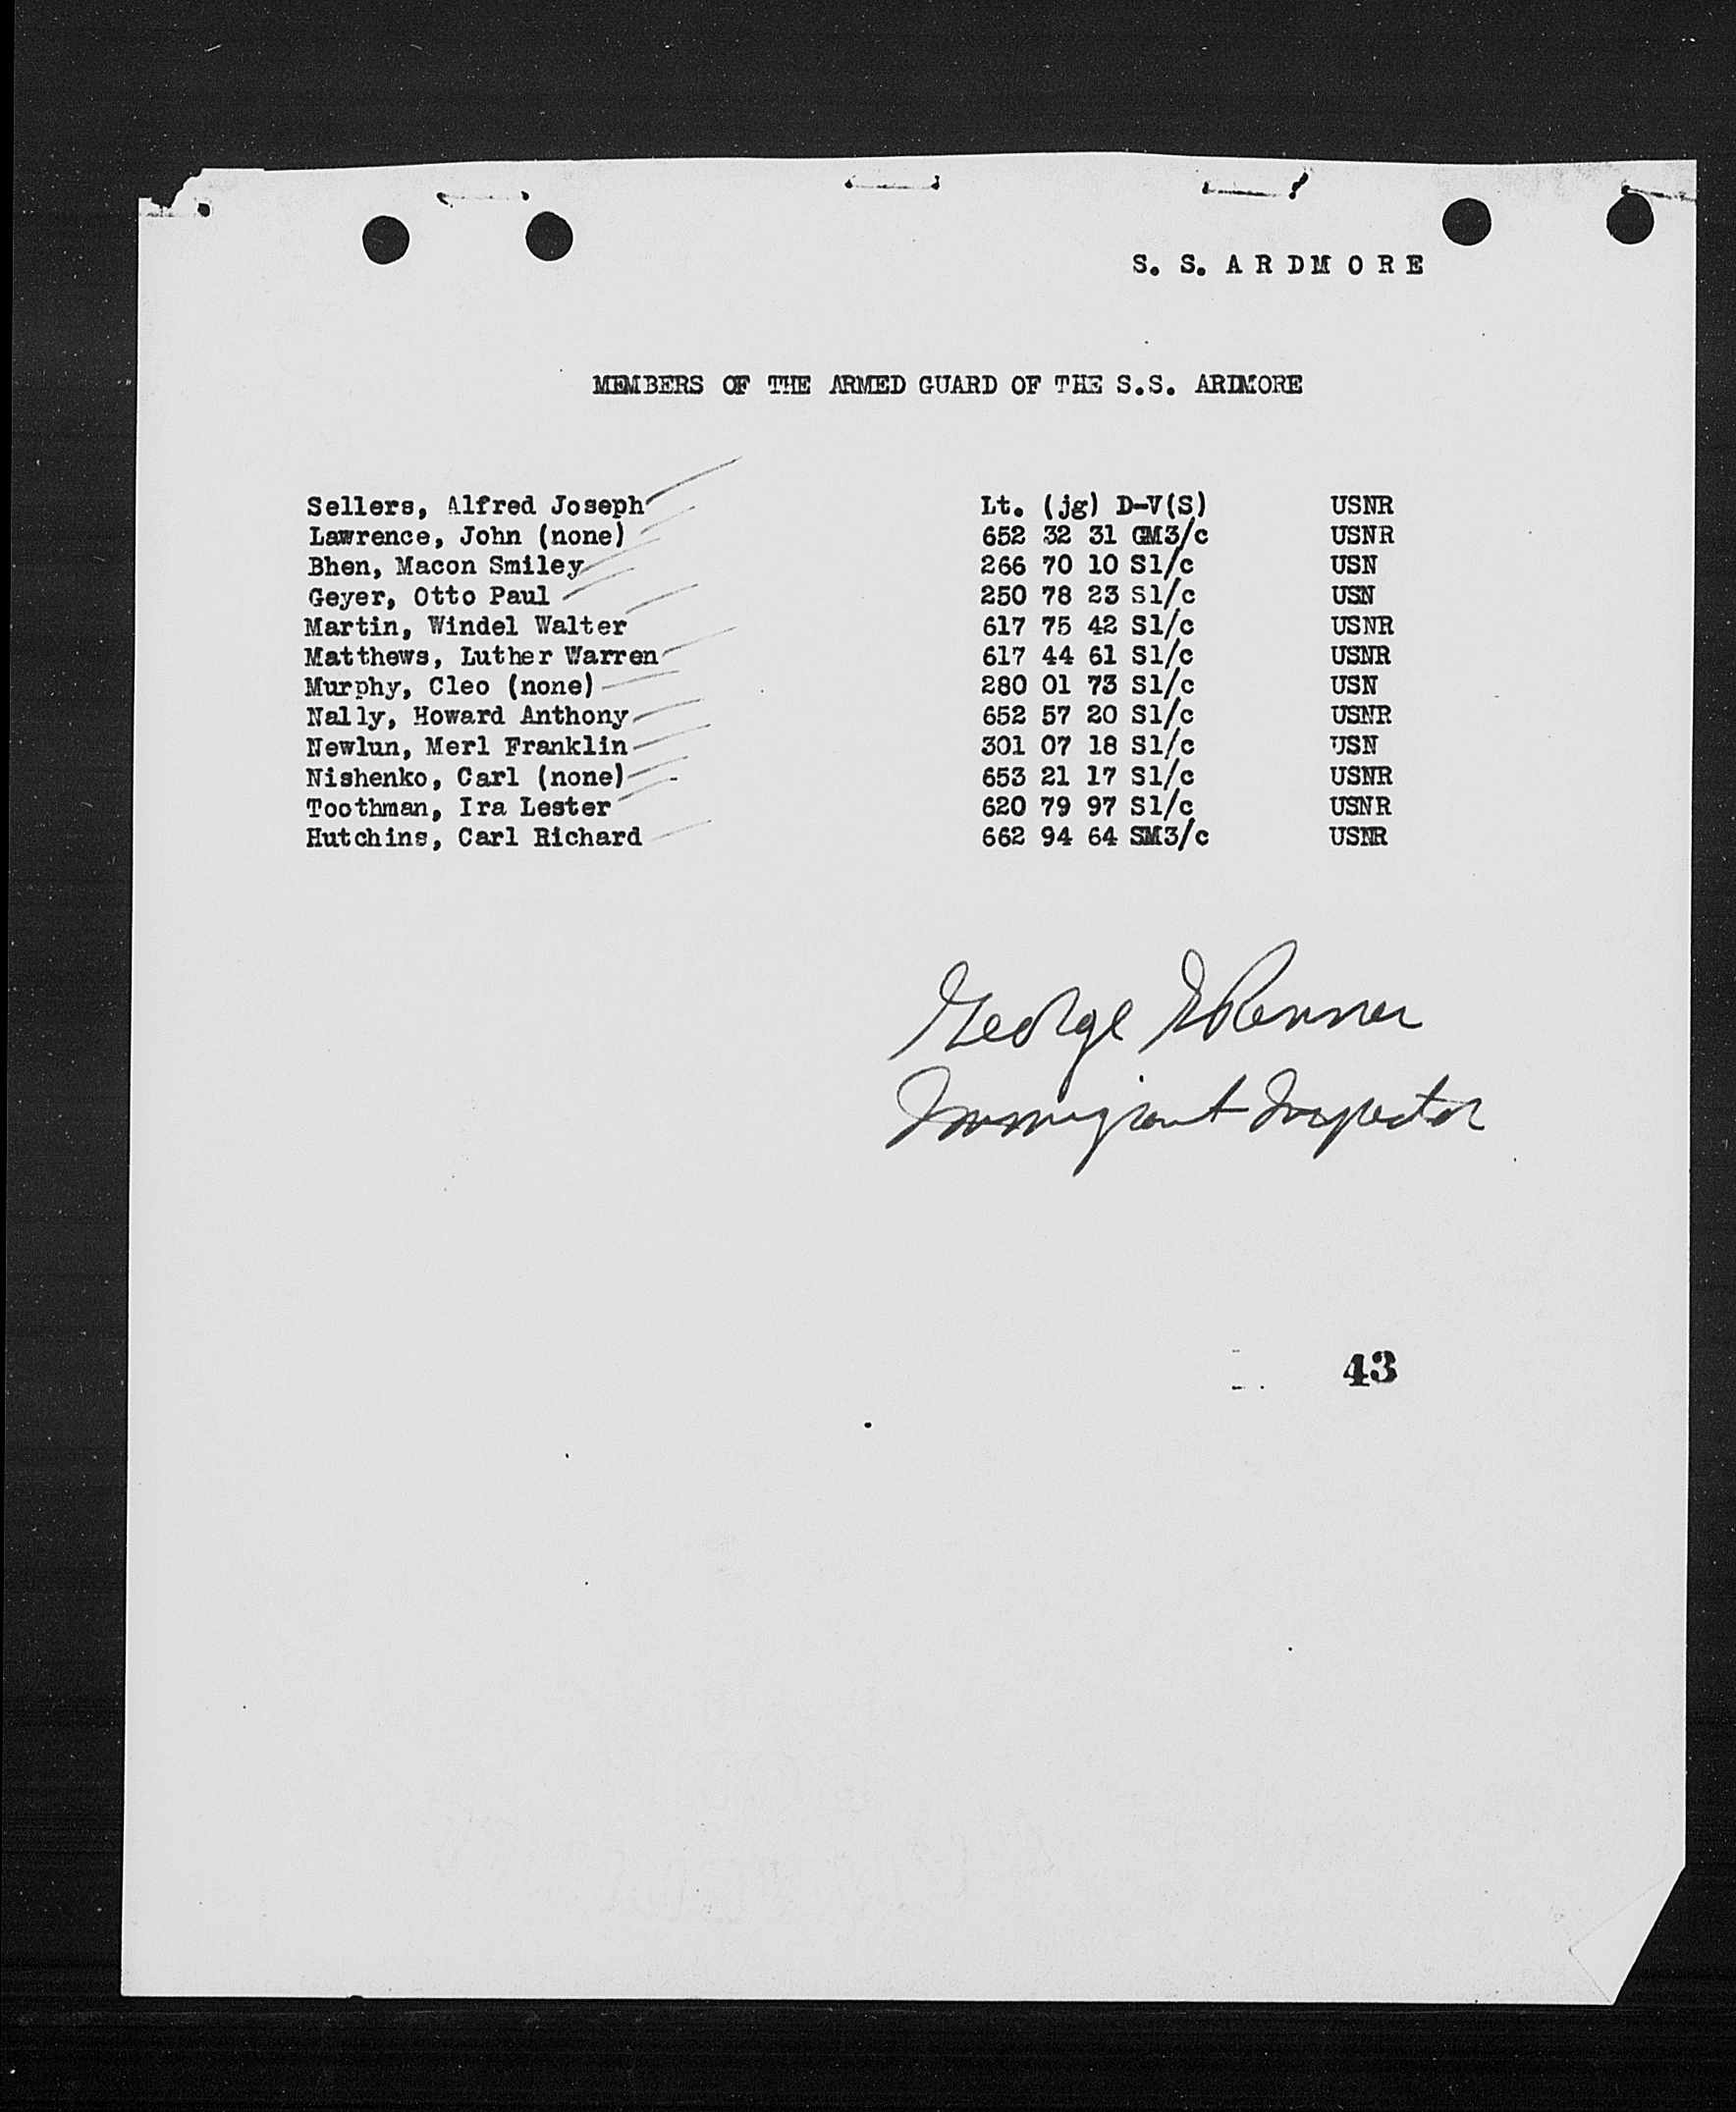 S. S. A R D M O R E
MEMBERS OF THE ARMED GUARD OF THE S.S. ARDMORE
Sellers, Alfred Joseph Lt. (jg) D-V(S) USNR
Lawrence, John (none) 652 32 31 GM3/c USNR
Bhen, Macon Smiley 266 70 10 S1/c USN
Geyer, Otto Paul 250 78 23 S1/c USN
Martin, Windel Walter 617 75 42 S1/c USNR
Matthews, Luther Warren 617 44 61 S1/c USNR
Murphy, Cleo (none) 280 01 73 S1/c USN
Nally, Howard Anthony 652 57 20 S1/c USNR
Newlun, Merl Franklin 301 07 18 S1/c USN
Nishenko, Carl (none) 653 21 17 S1/c USNR
Toothman, Ira Lester 620 79 97 S1/c USNR
Hutchins, Carl Richard 662 94 64 SM3/c USNR
George Renner
Immigrant Inspector
43